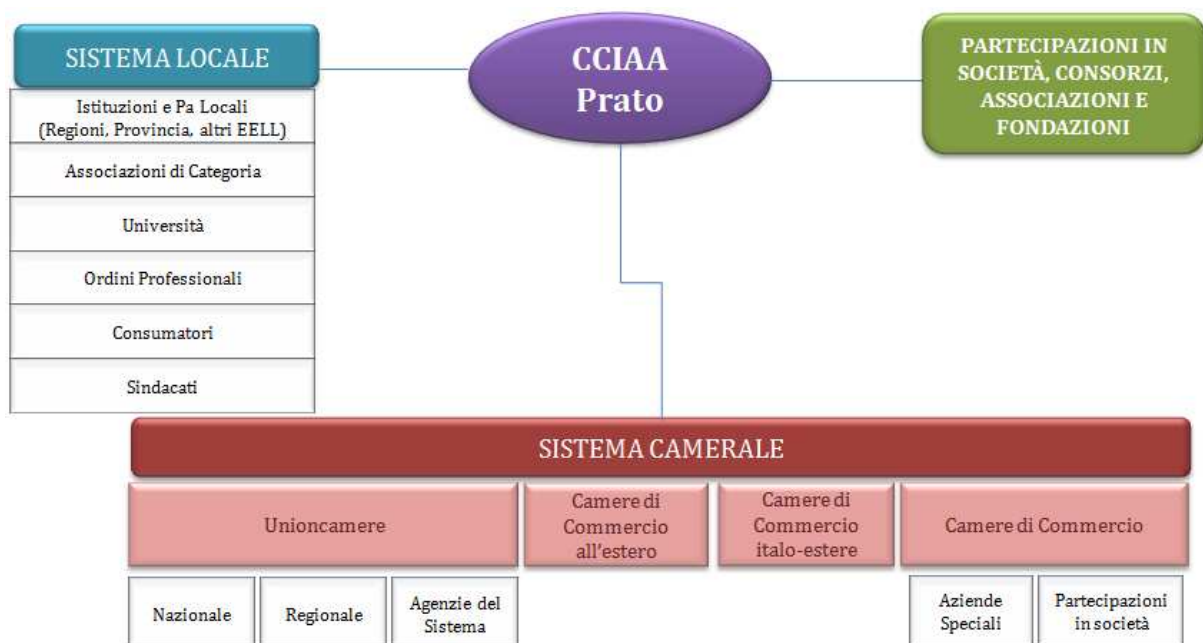 SISTEMA LOCALE
Istituzioni e Pa Locali
(Regioni, Provincia, altri EELL)
Associazioni di Categoria
Università
Ordini Professionali
Consumatori
Sindacati
CCIAA
Prato
PARTECIPAZIONI IN
SOCIETÀ, CONSORZI,
ASSOCIAZIONI E
FONDAZIONI
SISTEMA CAMERALE
Unioncamere
Camere di
Commercio
all'estero
Camere di
Commercio
italo-estere
Camere di Commercio
Nazionale
Regionale
Agenzie del
Sistema
Aziende
Speciali
Partecipazioni
in società